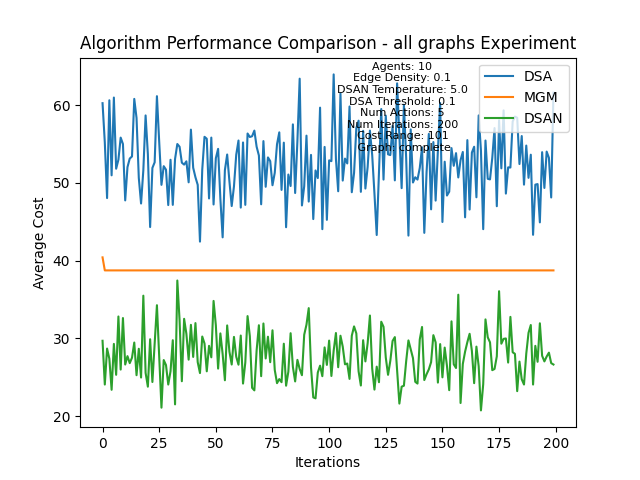 Algorithm Performance Comparison - all graphs Experiment
Agents: 10
Edge Density: 0.1
DSAN Temperature: 5.0
DSA Threshold: 0.1
Num Actions: 5
Num Iterations: 200
Cost Range: 101
Graph: complete
DSA
MGM
DSAN
Average Cost
60
50
40
30
20
0
25
50
75
100
125
150
175
200
Iterations